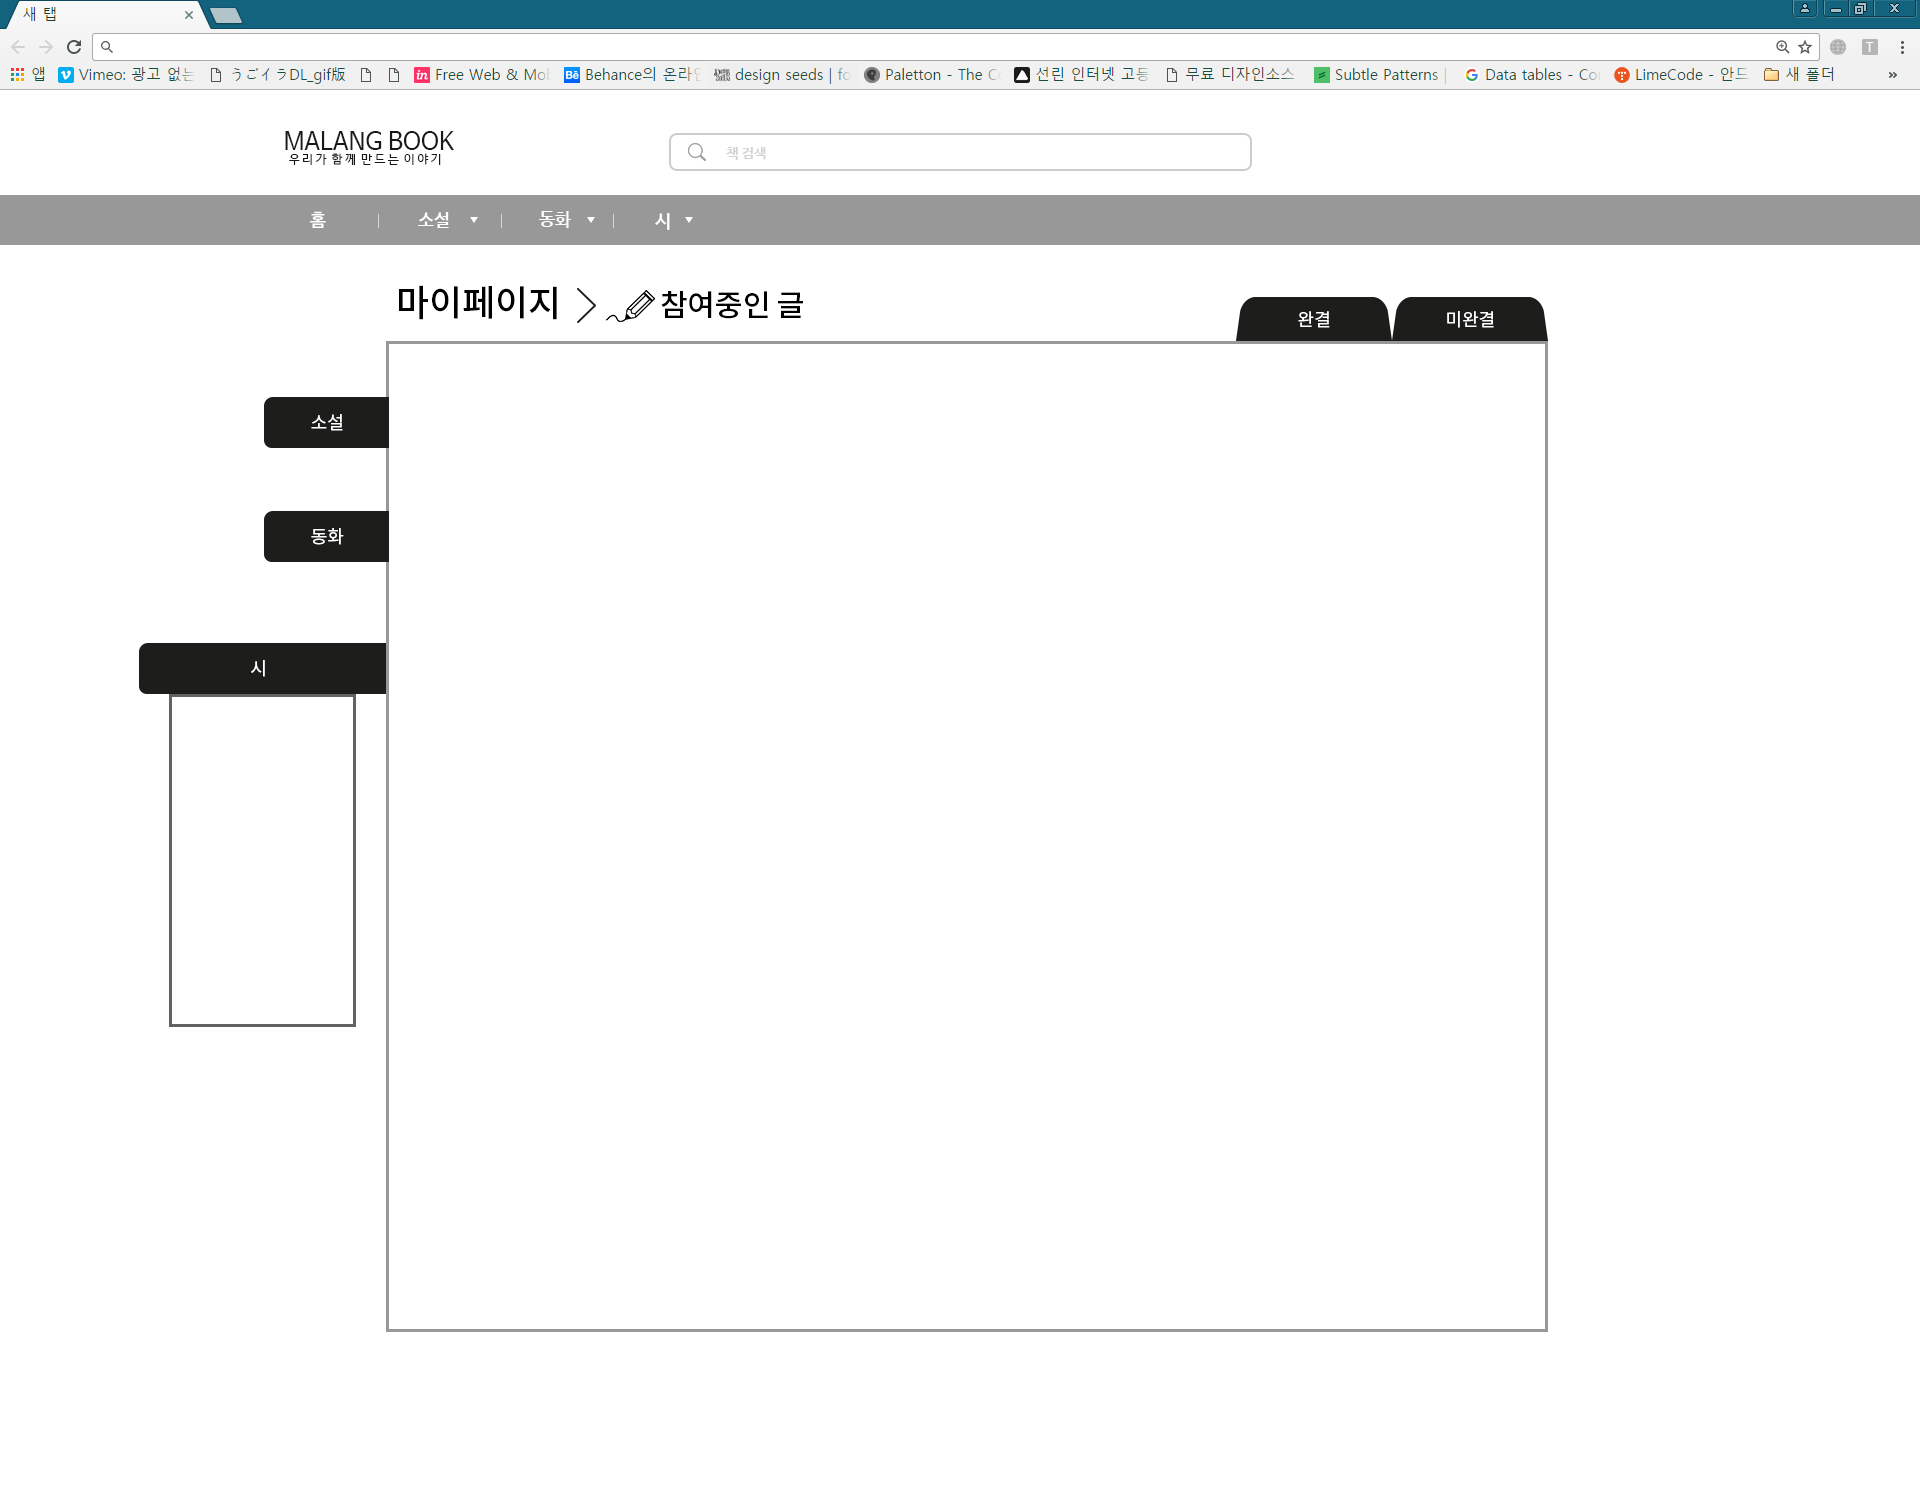 새 탭
앱 Vimeo: 광고 없는 うごイラDL_gif版 Free Web & Mob Behance의 온라인 design seeds | fo Paletton - The Co 선린 인터넷 고등 무료 디자인소스 Subtle Patterns | Data tables - Co LimeCode - 안드 새 폴더 »
MALANG BOOK
우리가 함께 만드는 이야기
책 검색
홈 소설 동화 시
마이페이지 참여중인 글
완결 미완결
소설
동화
시